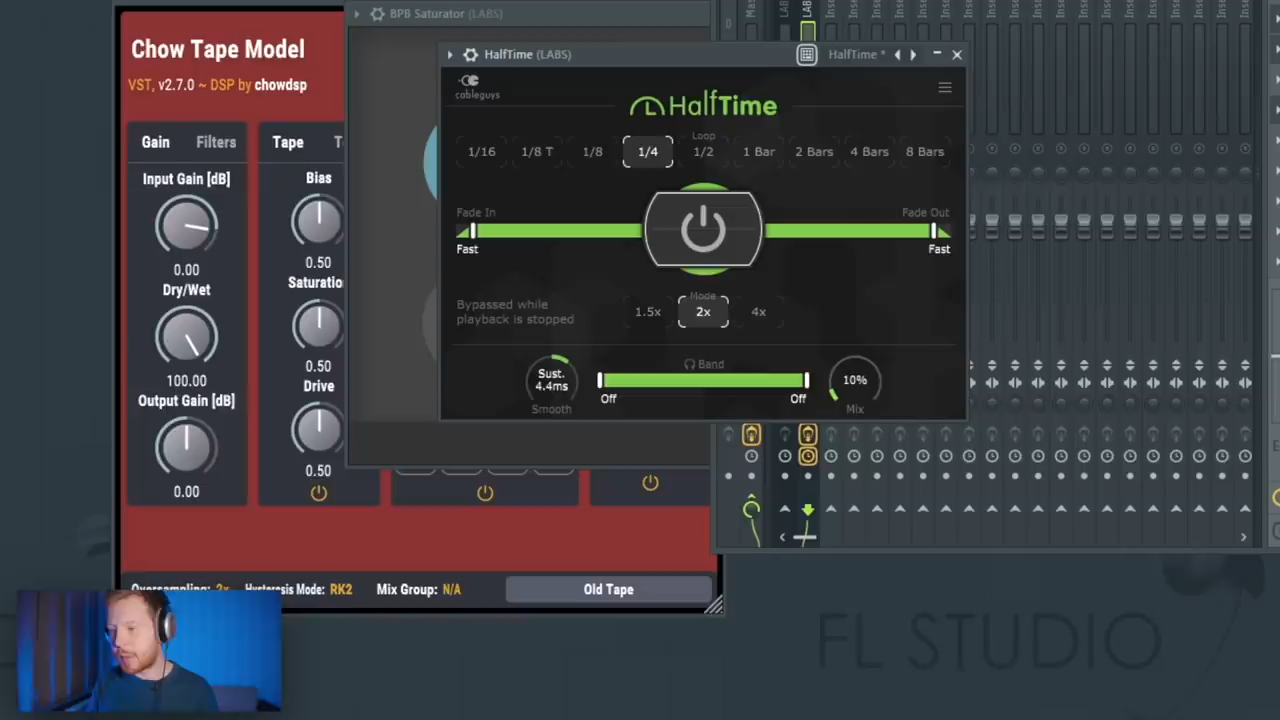 BPB Saturator (LABS)
Chow Tape Model
VST, v2.7.0 ~ DSP by chowdsp
Gain Filters
Tape
Input Gain [dB]
0.00
Dry/Wet
100.00
Output Gain [dB]
0.00
Bias
0.50
Saturatio
0.50
Drive
0.50
Oversampling: 2x Hysteresis Mode: RK2 Mix Group: N/A Old Tape
HalfTime (LABS) HalfTime *
cableguys
HalfTime
Loop
1/16 1/8 T 1/8 1/4 1/2 1 Bar 2 Bars 4 Bars 8 Bars
Fade In Fade Out
Fast Fast
Bypassed while
playback is stopped
Mode
1.5x 2x 4x
Band
Sust.
4.4ms
Off Off
10%
Smooth Mix
FL STUDIO